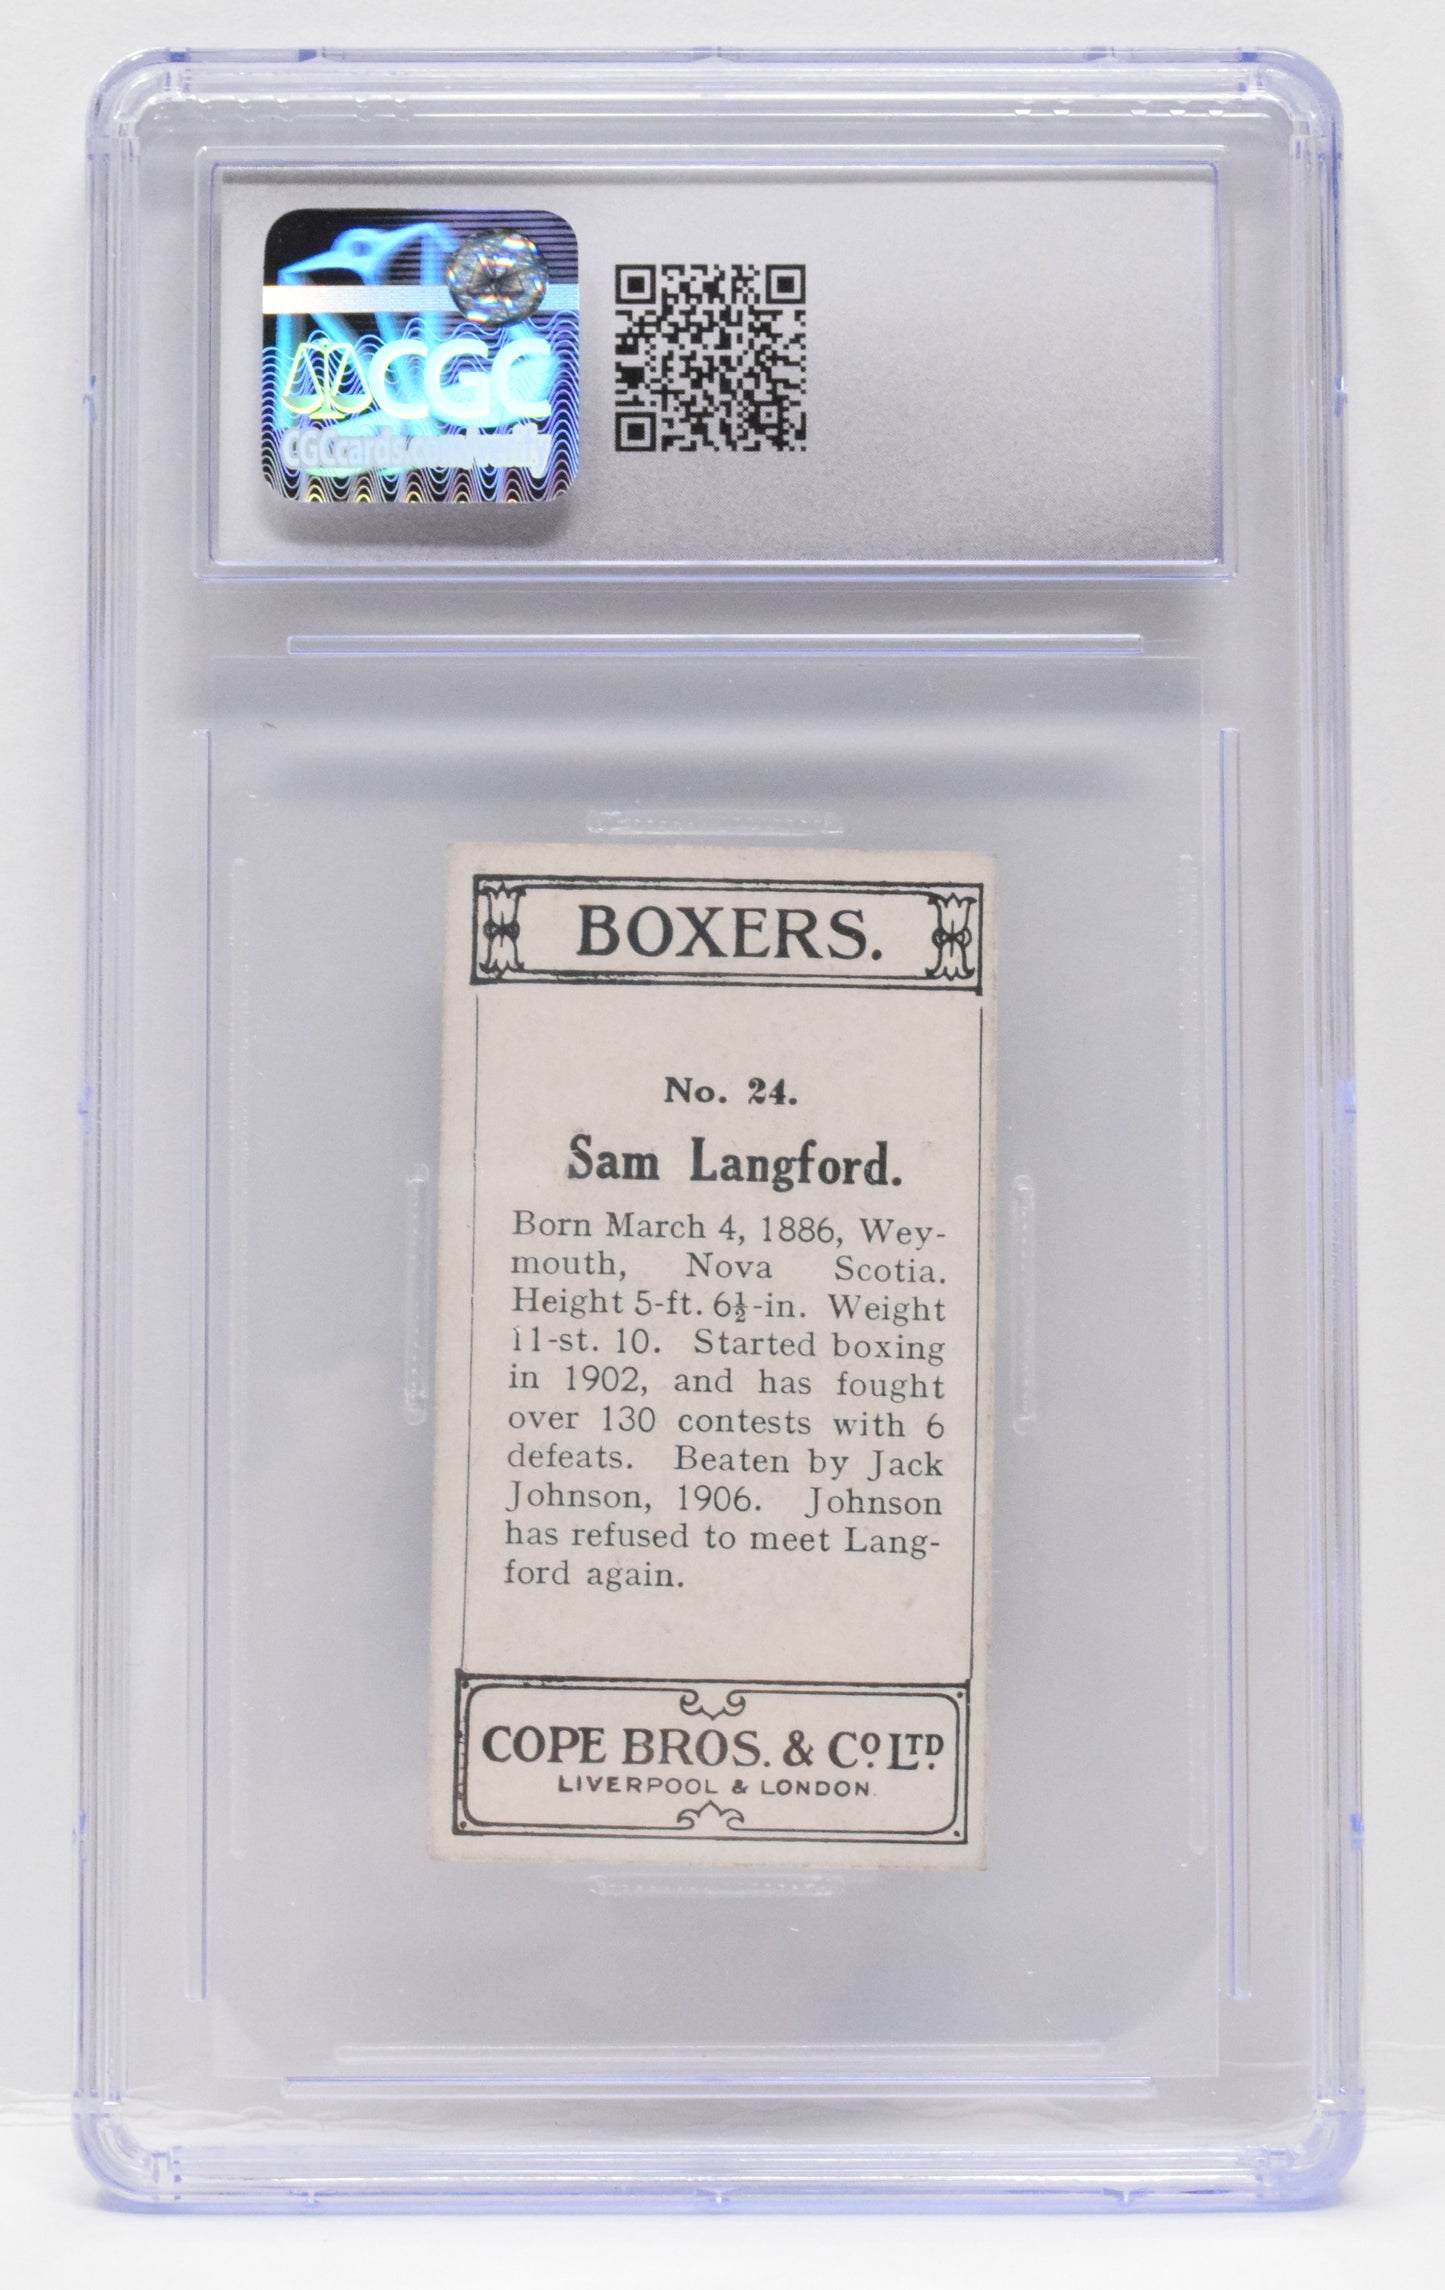 CGC
CGCcards.com/verify
BOXERS.
No. 24.
Sam Langford.
Born March 4, 1886, Wey-
mouth, Nova Scotia.
Height 5-ft. 6½-in. Weight
11-st. 10. Started boxing
in 1902, and has fought
over 130 contests with 6
defeats. Beaten by Jack
Johnson, 1906. Johnson
has refused to meet Lang-
ford again.
COPE BROS. & Co. LTD.
LIVERPOOL & LONDON.